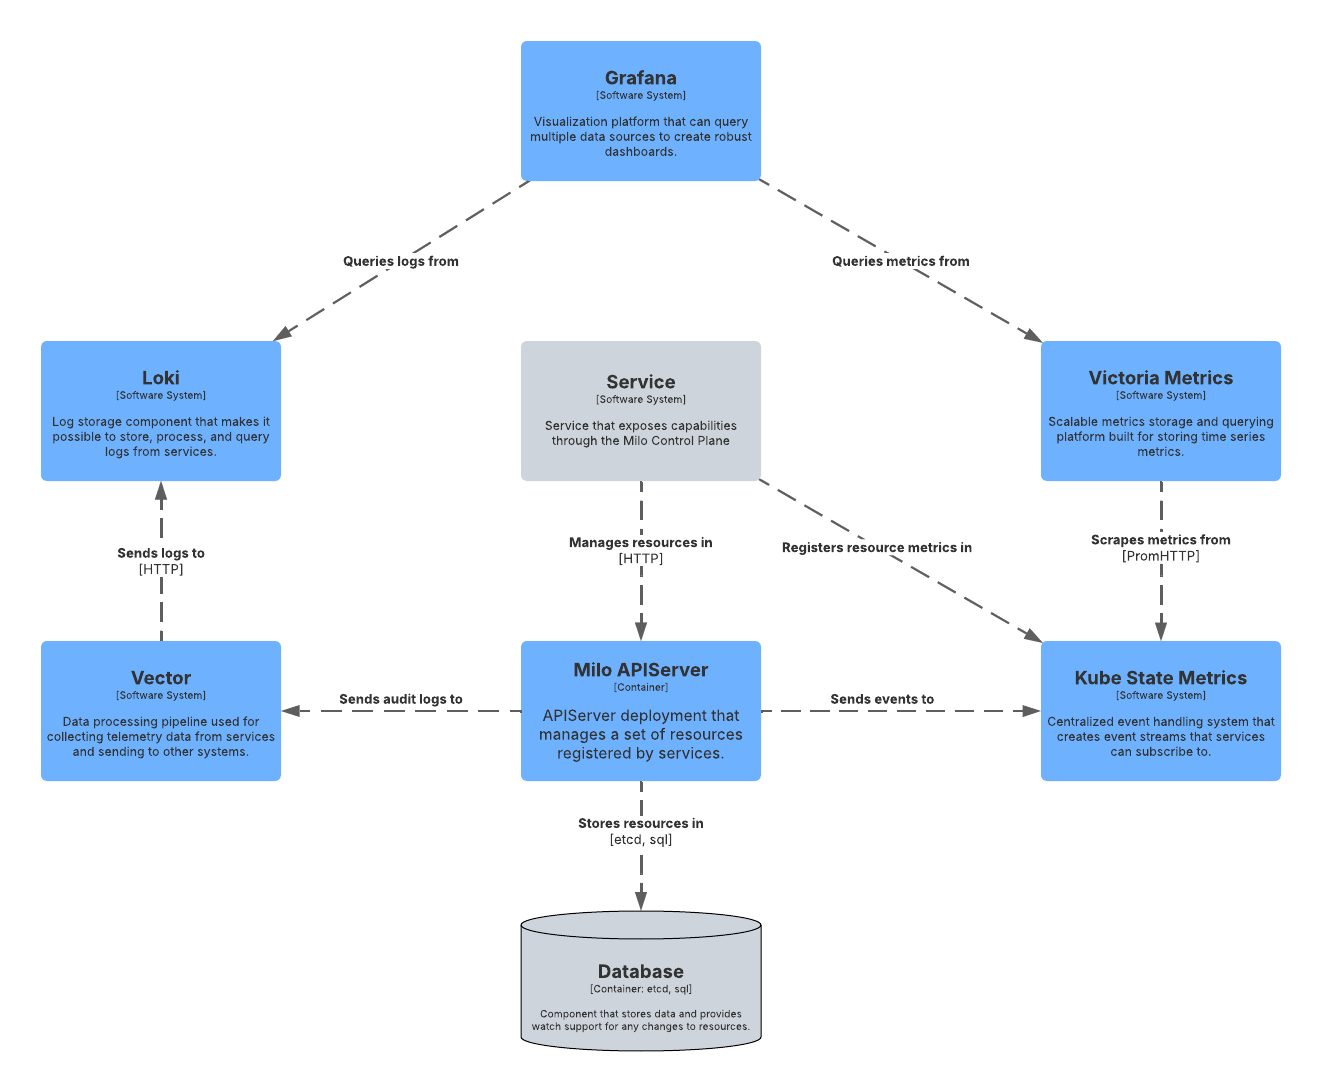 Grafana
[Software System]
Visualization platform that can query
multiple data sources to create robust
dashboards.
Queries logs from
Queries metrics from
Loki
[Software System]
Log storage component that makes it
possible to store, process, and query
logs from services.
Service
[Software System]
Service that exposes capabilities
through the Milo Control Plane
Victoria Metrics
[Software System]
Scalable metrics storage and querying
platform built for storing time series
metrics.
Sends logs to
[HTTP]
Manages resources in
[HTTP]
Registers resource metrics in
Scrapes metrics from
[PromHTTP]
Vector
[Software System]
Data processing pipeline used for
collecting telemetry data from services
and sending to other systems.
Sends audit logs to
Milo APIServer
[Container]
APIServer deployment that
manages a set of resources
registered by services.
Sends events to
Kube State Metrics
[Software System]
Centralized event handling system that
creates event streams that services
can subscribe to.
Stores resources in
[etcd, sql]
Database
[Container: etcd, sql]
Component that stores data and provides
watch support for any changes to resources.